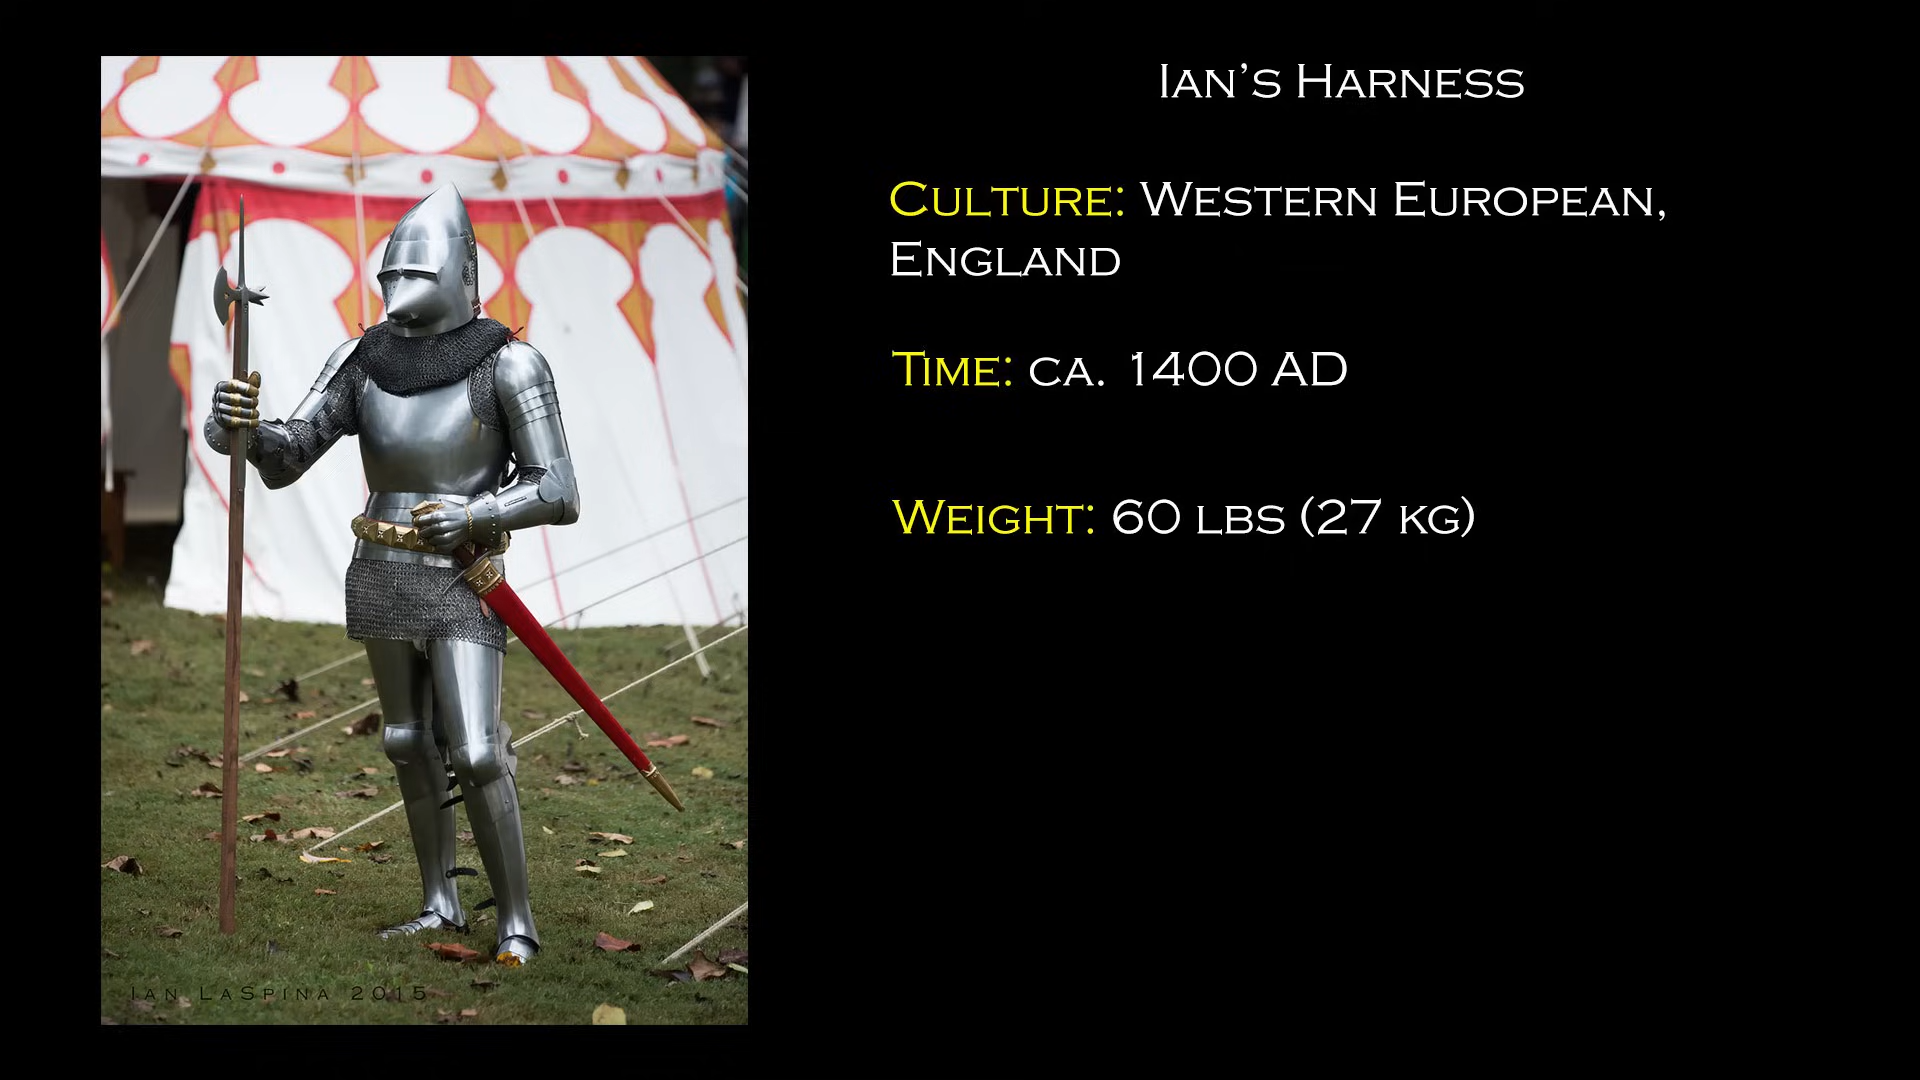 Ian's Harness
Culture: Western European,
England
Time: ca. 1400 AD
Weight: 60 lbs (27 kg)
Ian LaSpina 2015